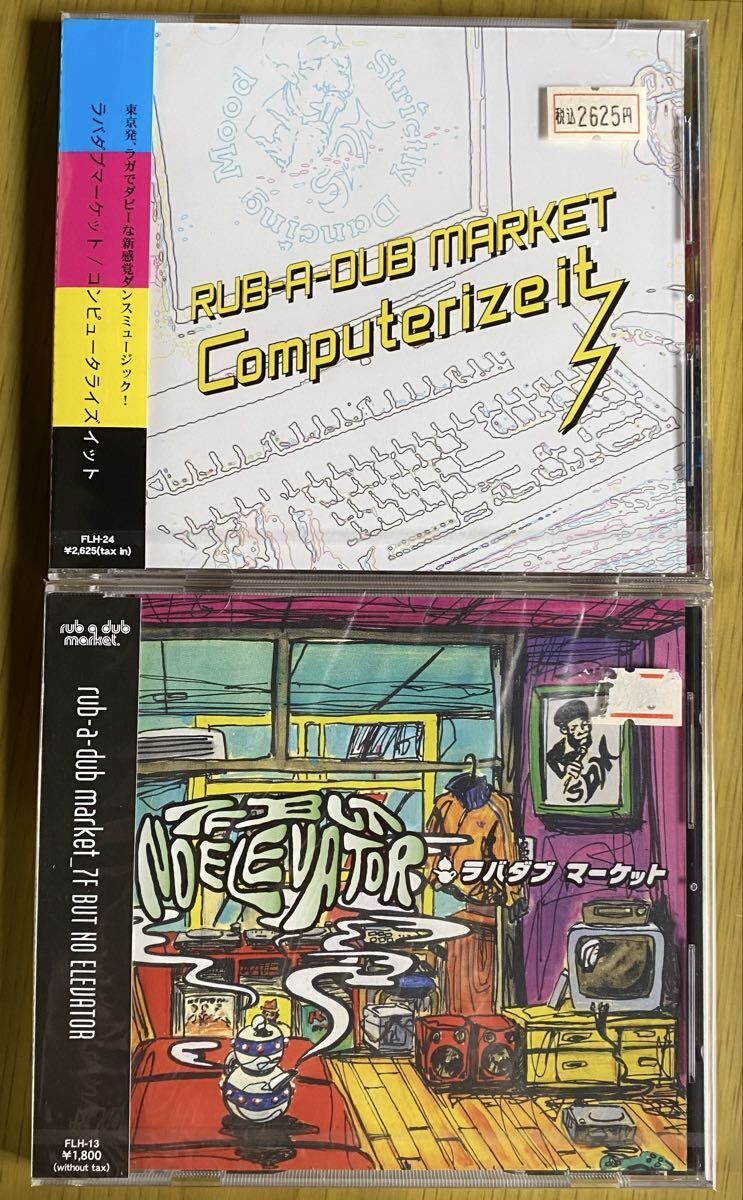 東京発、ラガでダビーな新感覚ダンスミュージック!
ラバダブマーケット / コンピュータライズイット
FLH-24
¥2,625(tax in)
Strictly Dancing Mood
税込2625円
RUB-A-DUB MARKET
Computerize it
rub a dub
market.
rub-a-dub market_7F BUT NO ELEVATOR
FLH-13
¥1,800
(without tax)
7F BUT
NO ELEVATOR
ラバダブ マーケット
SDM